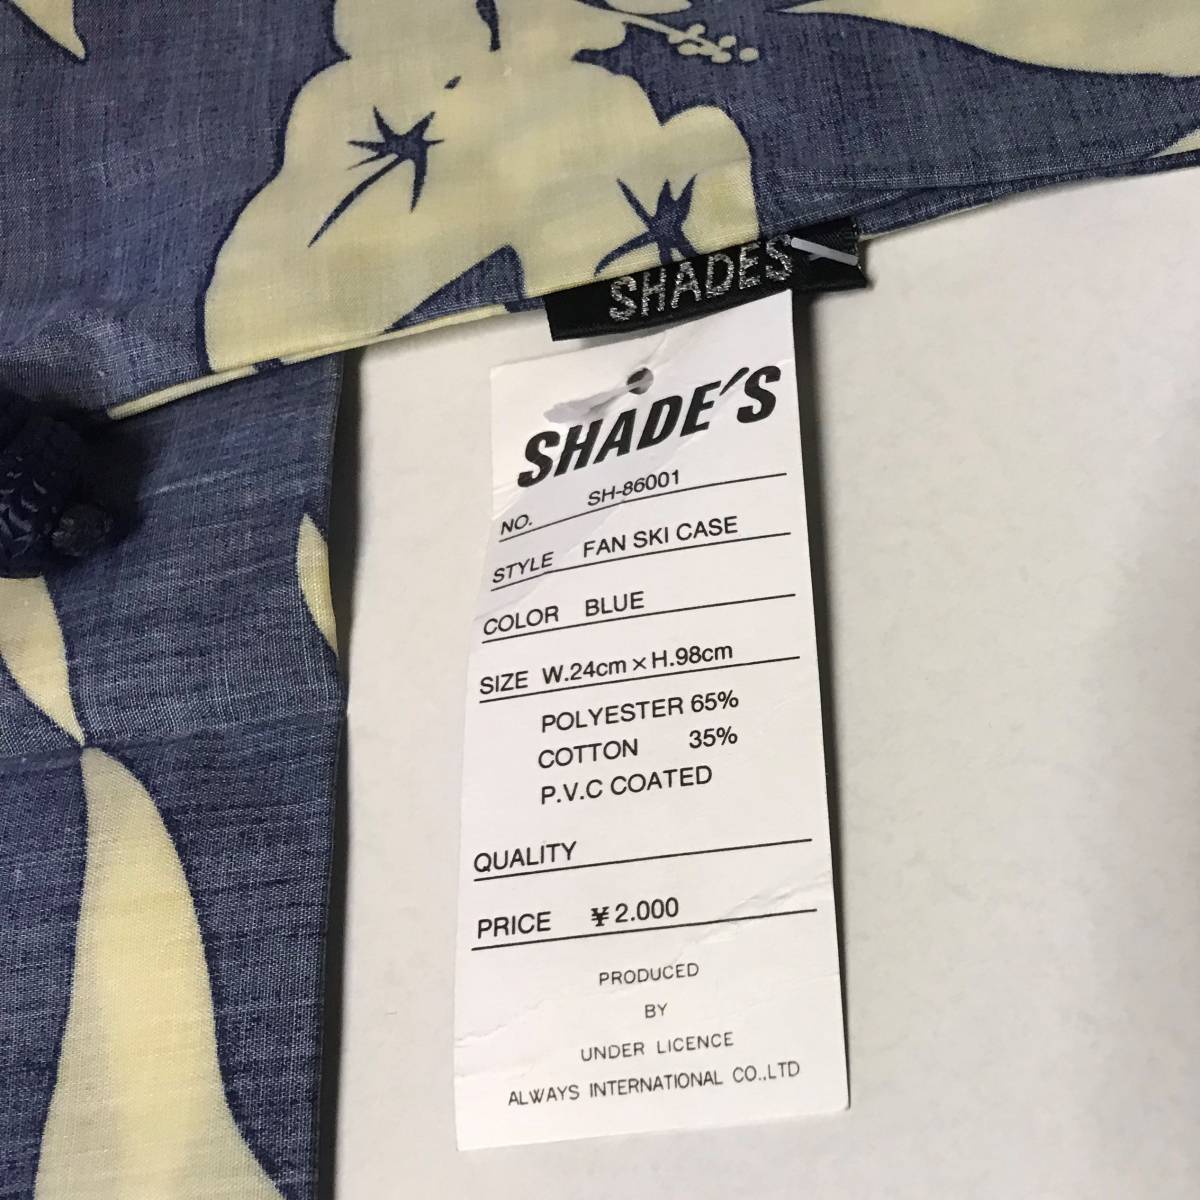 SHADES
SHADE'S
NO. SH-86001
STYLE FAN SKI CASE
COLOR BLUE
SIZE W.24cm×H.98cm
POLYESTER 65%
COTTON 35%
P.V.C COATED
QUALITY
PRICE ¥2.000
PRODUCED
BY
UNDER LICENCE
ALWAYS INTERNATIONAL CO.,LTD